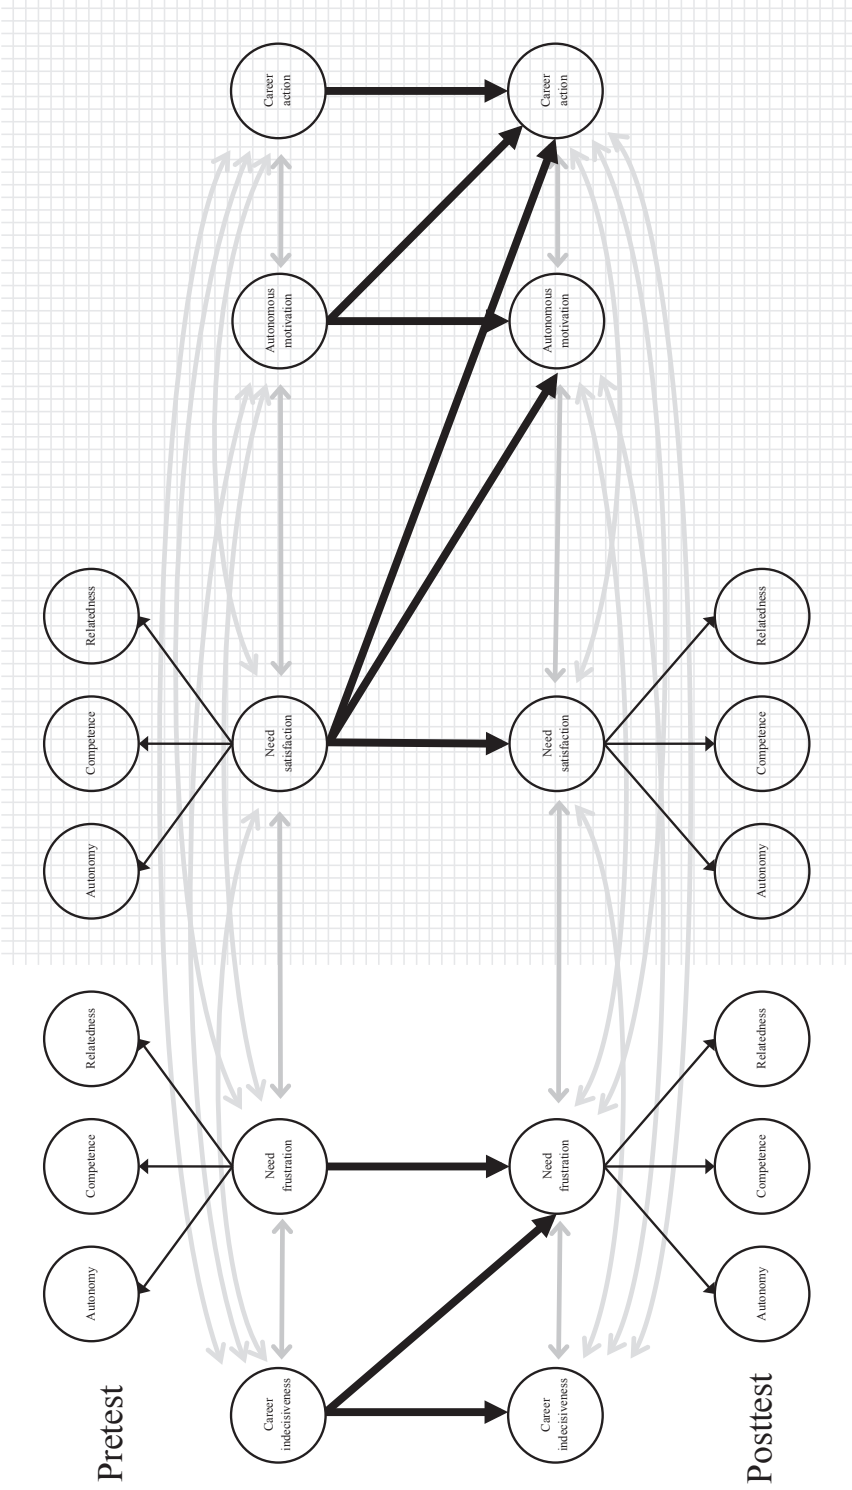 Pretest
Autonomy
Competence
Relatedness
Autonomy
Competence
Relatedness
Career
indecisiveness
Need
frustration
Need
satisfaction
Autonomous
motivation
Career
action
Career
indecisiveness
Need
frustration
Need
satisfaction
Autonomous
motivation
Career
action
Posttest
Autonomy
Competence
Relatedness
Autonomy
Competence
Relatedness